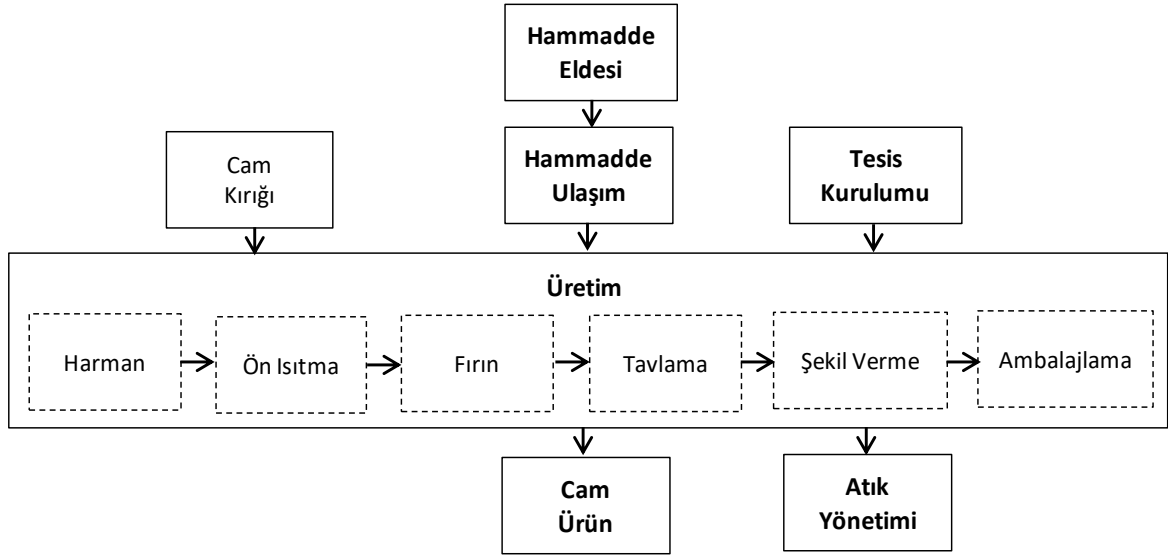 Hammadde
Eldesi
Cam
Kırığı
Hammadde
Ulaşım
Tesis
Kurulumu
Üretim
Harman
Ön Isıtma
Fırın
Tavlama
Şekil Verme
Ambalajlama
Cam
Ürün
Atık
Yönetimi